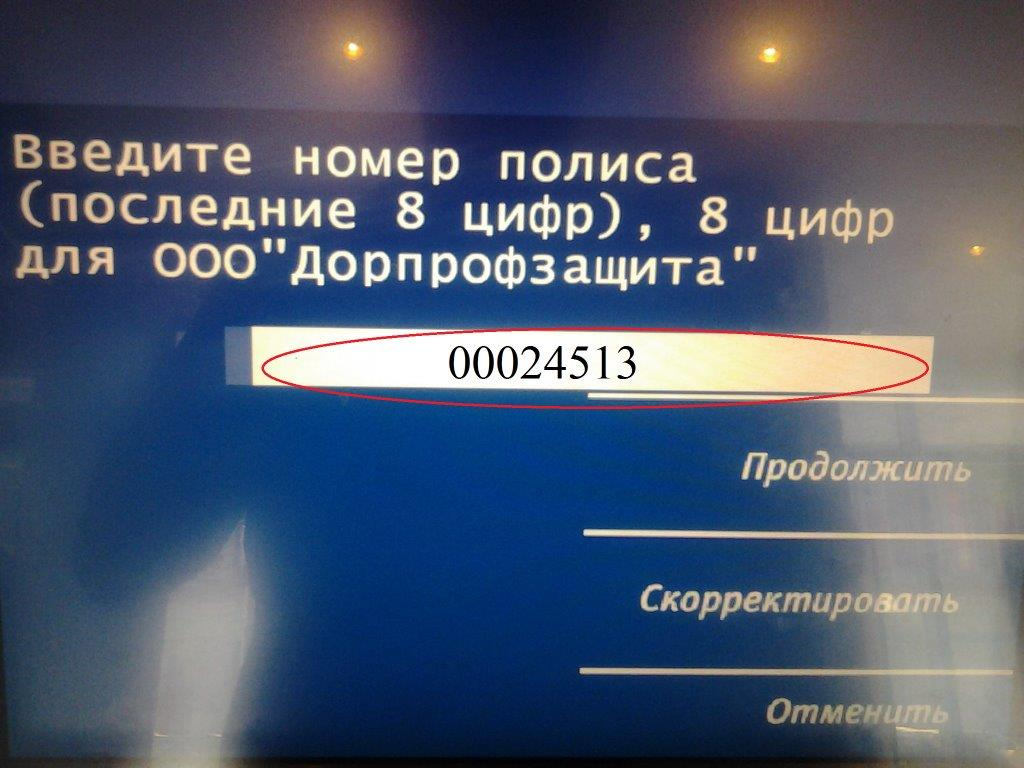 Введите номер полиса
(последние 8 цифр), 8 цифр
для ООО"Дорпрофзащита"
00024513
Продолжить
Скорректировать
Отменить